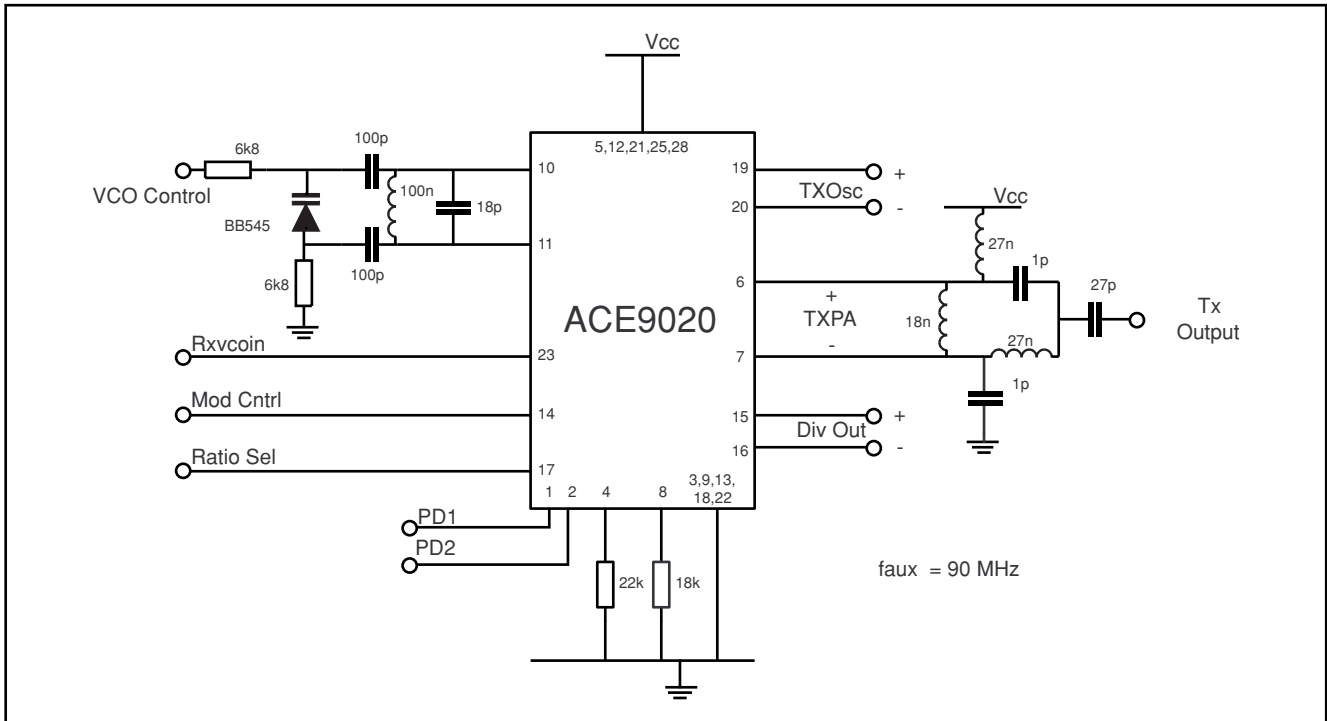 Vcc
5,12,21,25,28
100p
6k8
10
19
+
VCO Control
100n
TXOsc
18p
20
-
Vcc
BB545
11
27n
100p
1p
6k8
6
27p
+
ACE9020
TXPA
18n
Tx
Output
-
27n
Rxvcoin
23
7
1p
Mod Cntrl
14
15
+
Div Out
16
-
Ratio Sel
17
3,9,13,
18,22
1
2
4
8
PD1
PD2
22k
18k
faux = 90 MHz